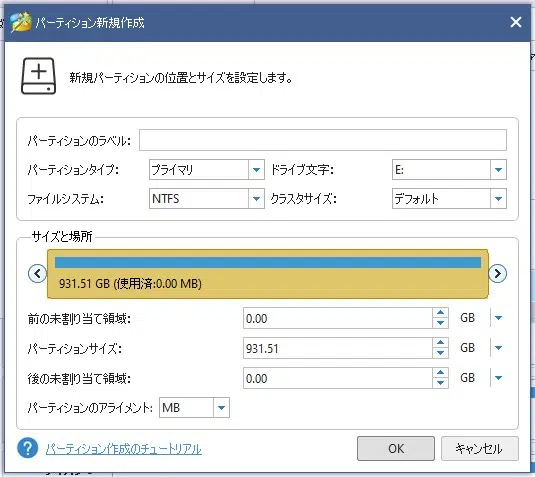 パーティション新規作成
新規パーティションの位置とサイズを設定します。
パーティションのラベル:
パーティションタイプ: プライマリ ドライブ文字: E:
ファイルシステム: NTFS クラスタサイズ: デフォルト
サイズと場所
931.51 GB (使用済:0.00 MB)
前の未割り当て領域: 0.00 GB
パーティションサイズ: 931.51 GB
後の未割り当て領域: 0.00 GB
パーティションのアライメント: MB
パーティション作成のチュートリアル OK キャンセル